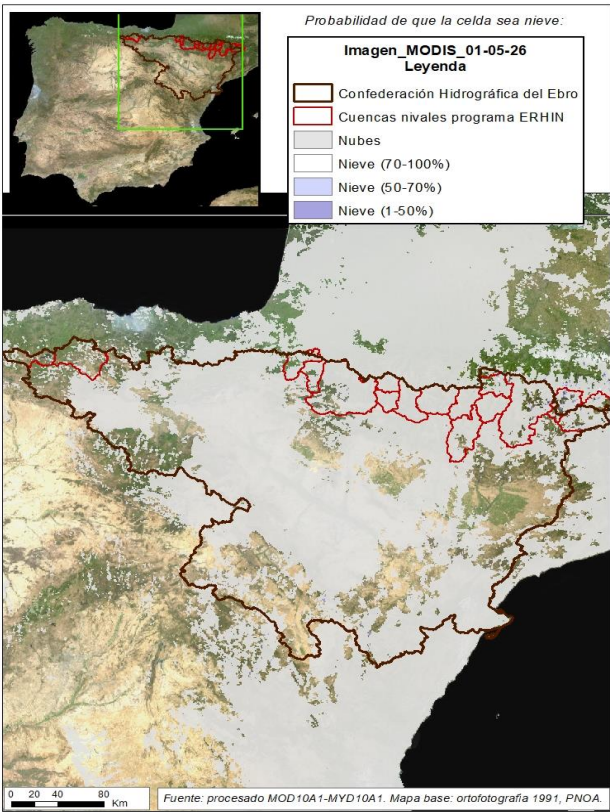 Probabilidad de que la celda sea nieve:
Imagen_MODIS_01-05-26
Leyenda
Confederación Hidrográfica del Ebro
Cuencas nivales programa ERHIN
Nubes
Nieve (70-100%)
Nieve (50-70%)
Nieve (1-50%)
0 20 40 80
Km
Fuente: procesado MOD10A1-MYD10A1. Mapa base: ortofotografía 1991, PNOA.